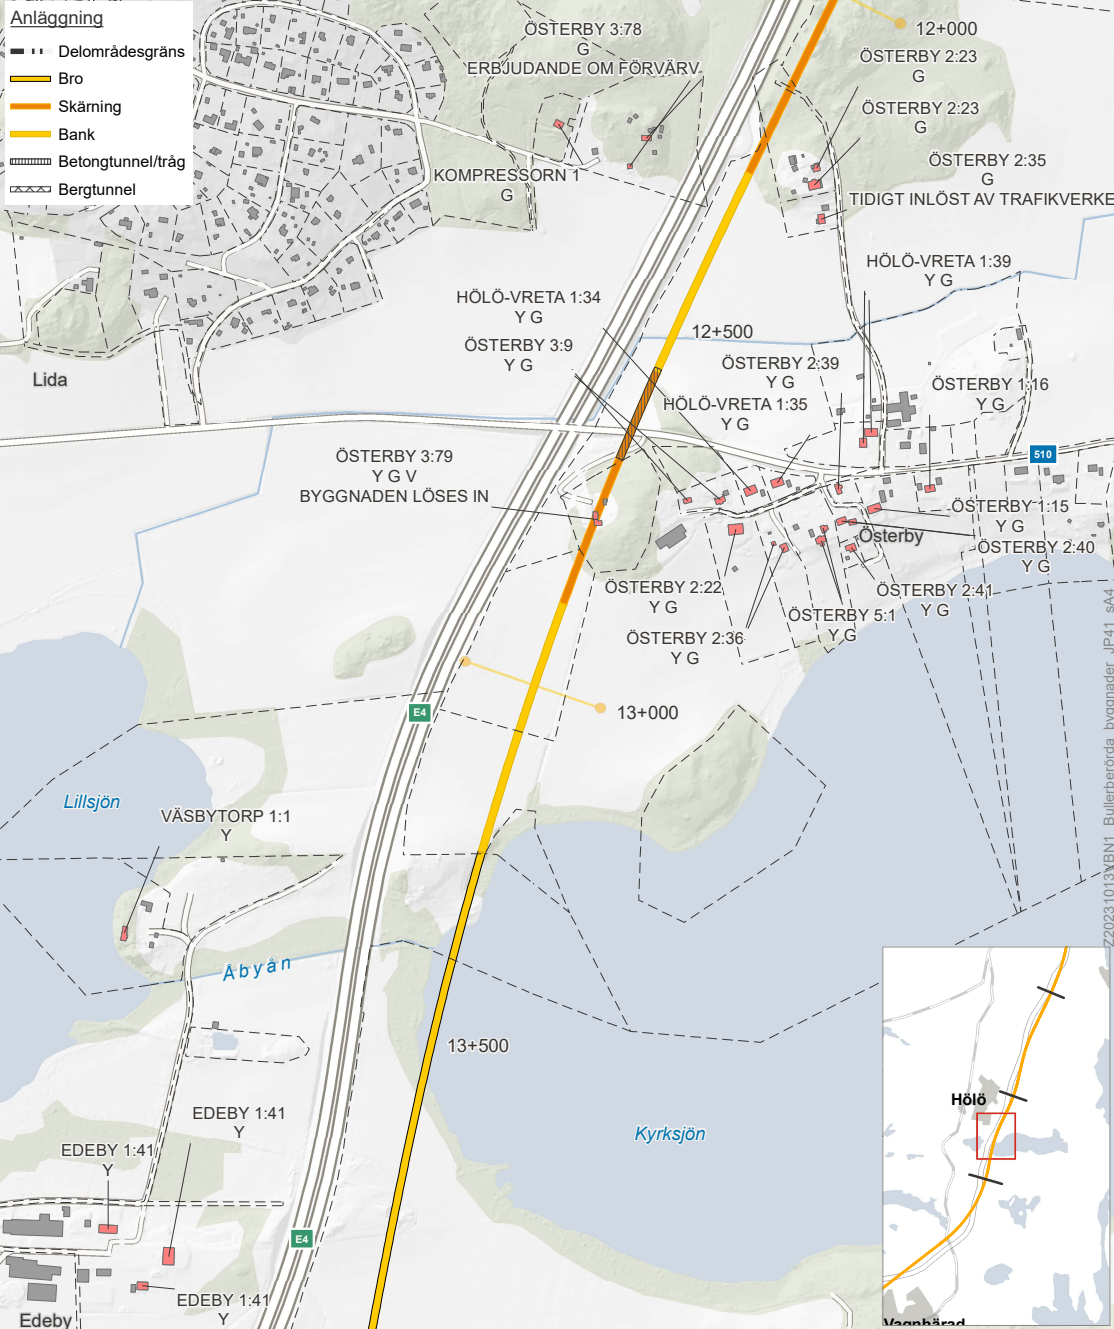 Anläggning
Delområdesgräns
Bro
Skärning
Bank
Betongtunnel/tråg
Bergtunnel
ÖSTERBY 3:78
G
ERBJUDANDE OM FÖRVÄRV
12+000
ÖSTERBY 2:23
G
ÖSTERBY 2:23
G
KOMPRESSORN 1
G
ÖSTERBY 2:35
G
TIDIGT INLÖST AV TRAFIKVERKE
HÖLÖ-VRETA 1:39
Y G
HÖLÖ-VRETA 1:34
Y G
12+500
ÖSTERBY 3:9
Y G
ÖSTERBY 2:39
Y G
Lida
ÖSTERBY 1:16
Y G
HÖLÖ-VRETA 1:35
Y G
510
ÖSTERBY 3:79
Y G V
BYGGNADEN LÖSES IN
ÖSTERBY 1:15
Y G
Österby
ÖSTERBY 2:40
Y G
ÖSTERBY 2:22
Y G
ÖSTERBY 2:41
Y G
ÖSTERBY 5:1
Y G
ÖSTERBY 2:36
Y G
E4
13+000
Lillsjön
VÄSBYTORP 1:1
Y
Åbyån
13+500
EDEBY 1:41
Y
EDEBY 1:41
Y
Kyrksjön
E4
EDEBY 1:41
Y
Edeby
Hölö
Vagnhärad
Z20231013YBN1_Bullerberörda_byggnader_JP41_sA4